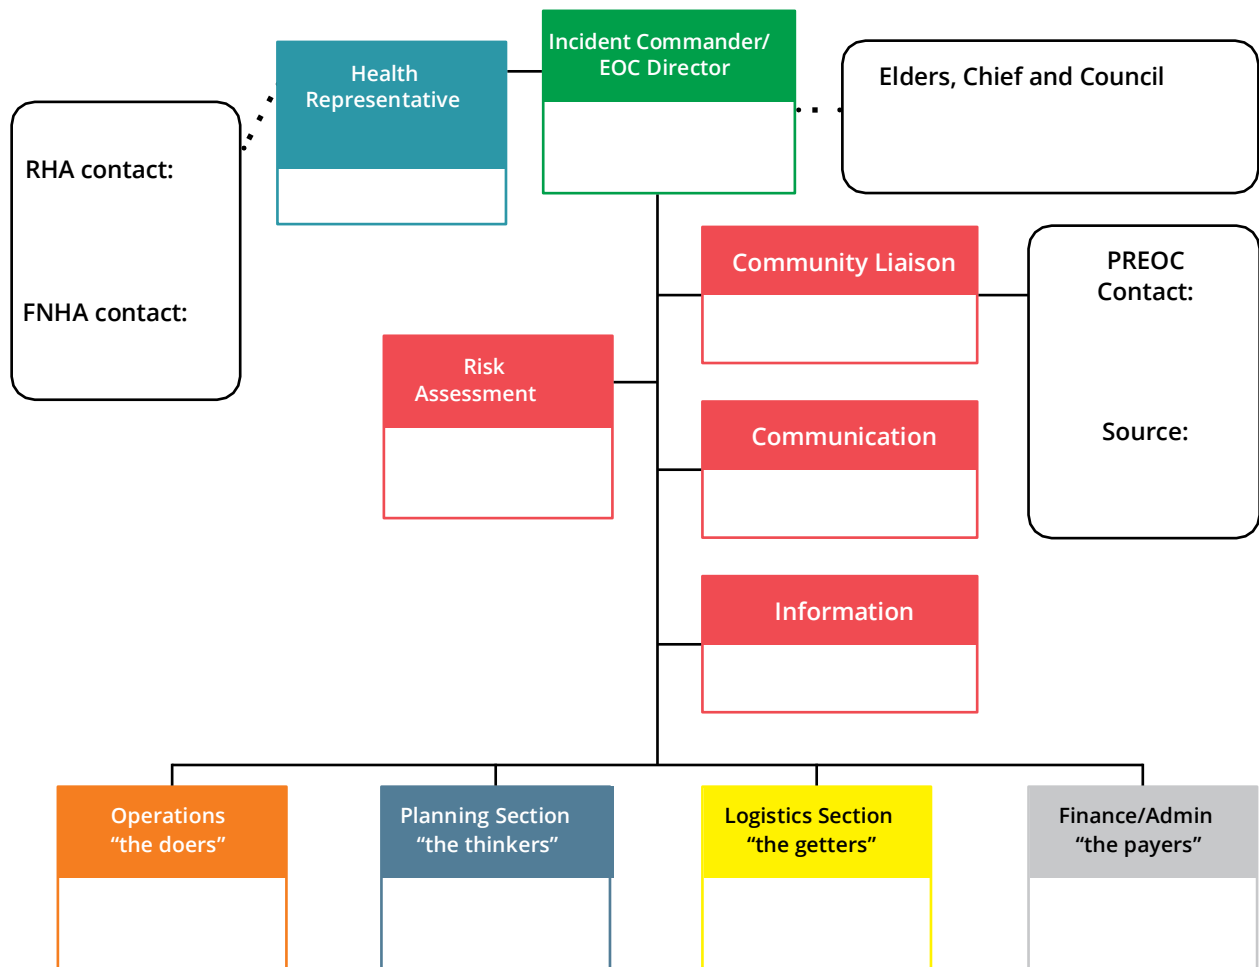 Incident Commander/
EOC Director
Health
Representative
Elders, Chief and Council
RHA contact:
FNHA contact:
Community Liaison
PREOC
Contact:
Source:
Risk
Assessment
Communication
Information
Operations
“the doers”
Planning Section
“the thinkers”
Logistics Section
“the getters”
Finance/Admin
“the payers”